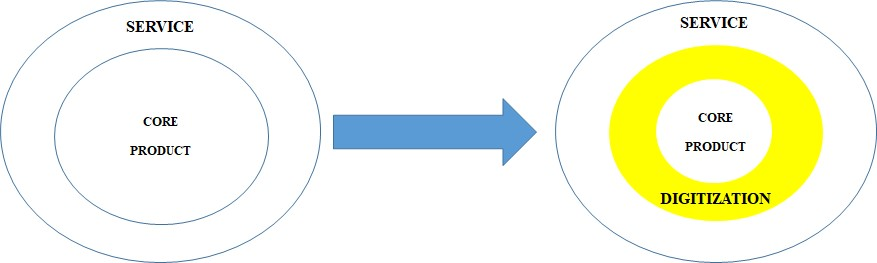 SERVICE
CORE
PRODUCT
SERVICE
CORE
PRODUCT
DIGITIZATION